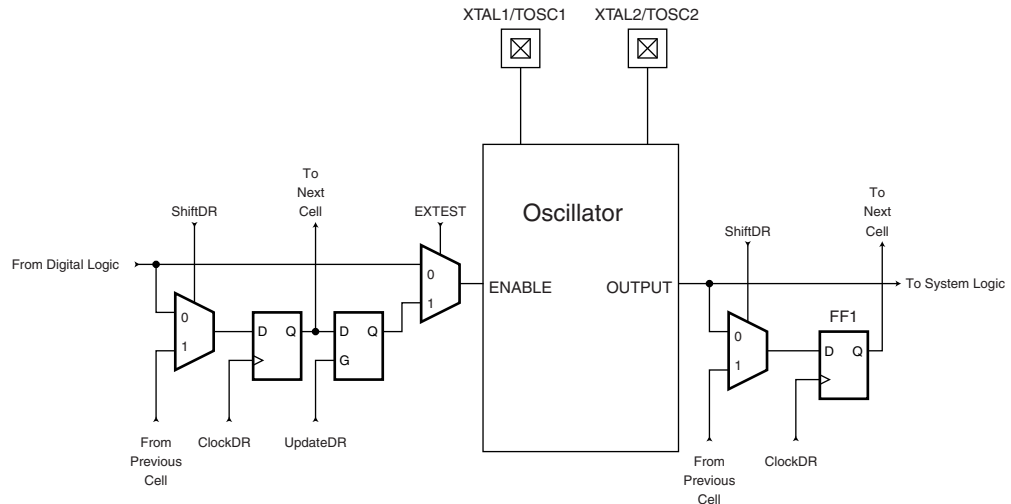 XTAL1/TOSC1
XTAL2/TOSC2
To
Next
Cell
ShiftDR
EXTEST
From Digital Logic
0
1
D Q
D Q
G
0
1
From
Previous
Cell
ClockDR
UpdateDR
Oscillator
ENABLE
OUTPUT
To
Next
Cell
ShiftDR
To System Logic
FF1
0
1
D Q
From
Previous
Cell
ClockDR